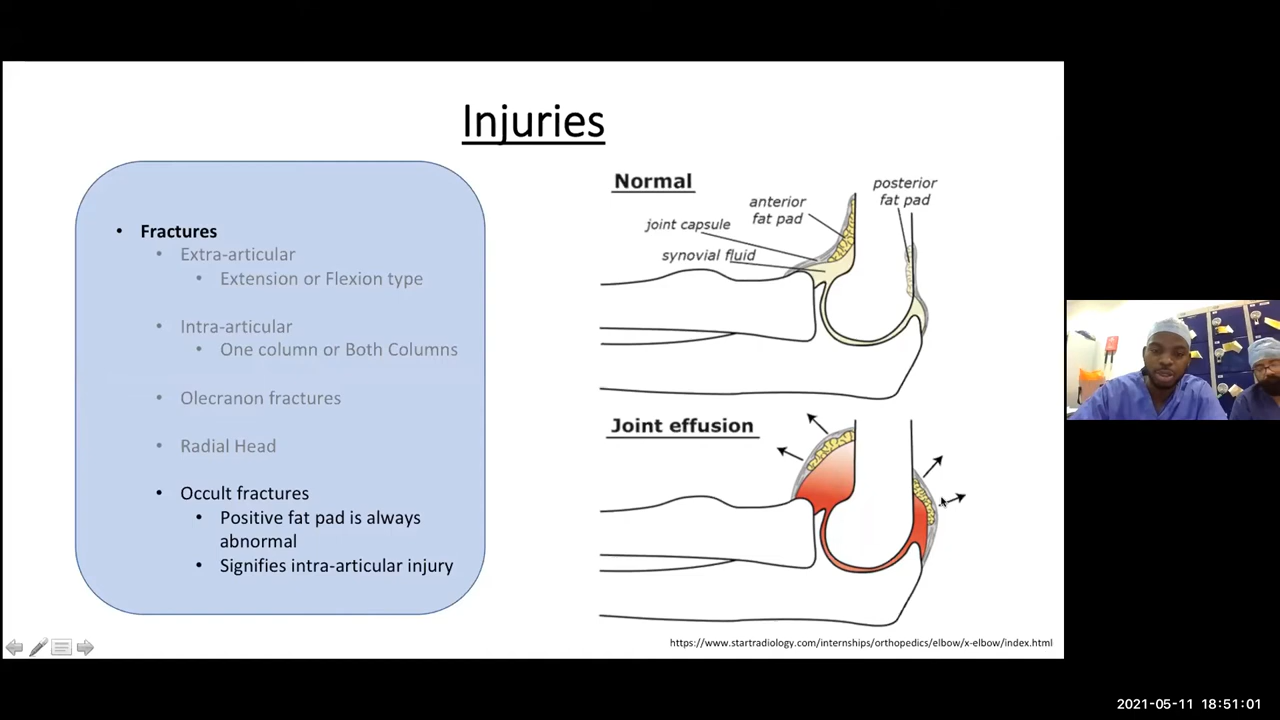 Injuries
Fractures
Extra-articular
Extension or Flexion type
Intra-articular
One column or Both Columns
Olecranon fractures
Radial Head
Occult fractures
Positive fat pad is always
abnormal
Signifies intra-articular injury
Normal
anterior
fat pad
posterior
fat pad
joint capsule
synovial fluid
Joint effusion
https://www.startradiology.com/internships/orthopedics/elbow/x-elbow/index.html
2021-05-11 18:51:01